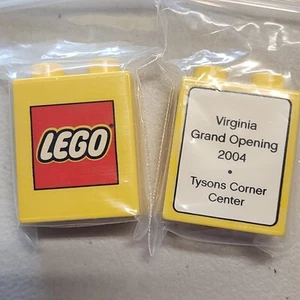 LEGO
Virginia
Grand Opening
2004
•
Tysons Corner
Center